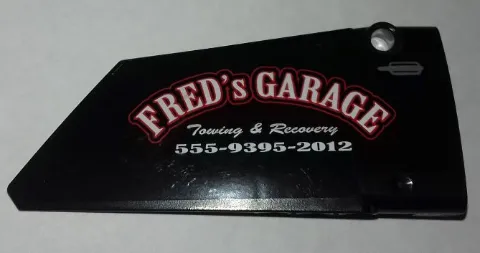 FRED's GARAGE
Towing & Recovery
555-9395-2012